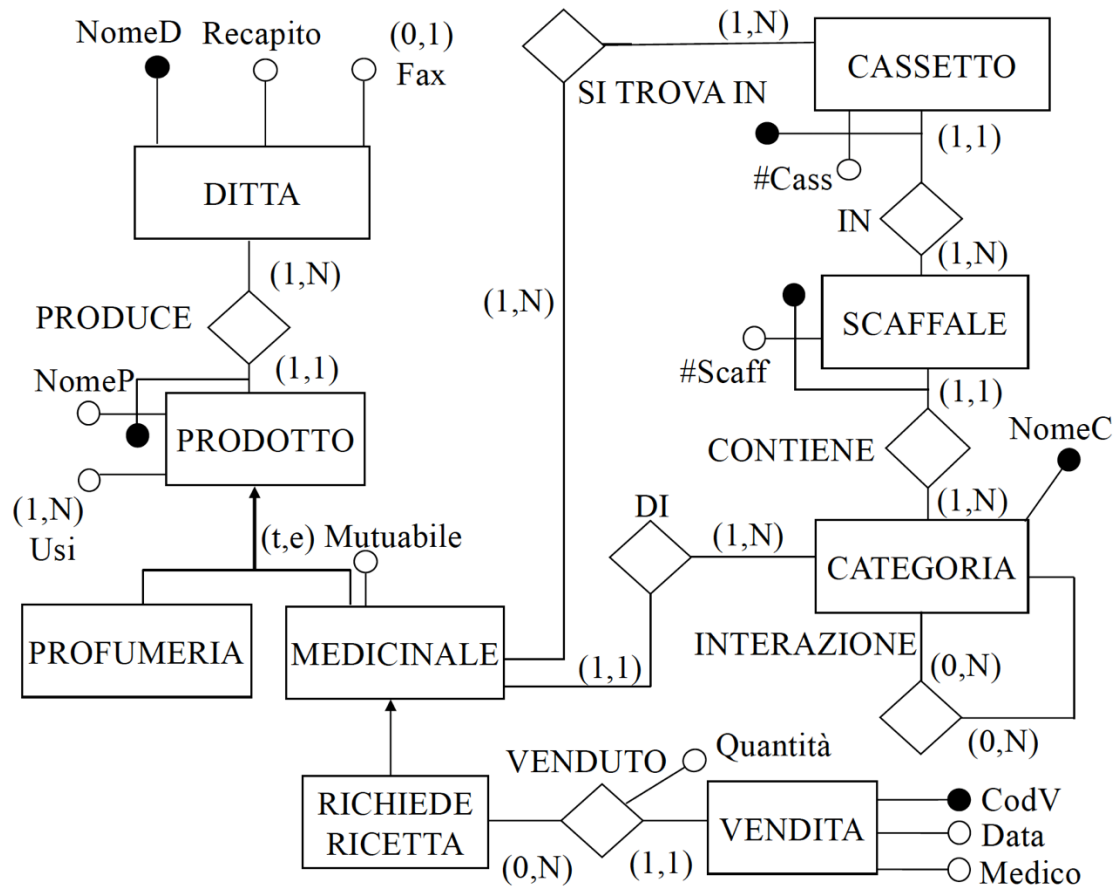 NomeD
Recapito
(0,1)
Fax
DITTA
(1,N)
PRODUCE
(1,1)
NomeP
PRODOTTO
(1,N)
Usi
(t,e)
Mutuabile
PROFUMERIA
MEDICINALE
(1,N)
SI TROVA IN
(1,N)
CASSETTO
(1,1)
#Cass
IN
(1,N)
SCAFFALE
#Scaff
(1,1)
CONTIENE
NomeC
(1,N)
DI
(1,N)
CATEGORIA
(1,1)
INTERAZIONE
(0,N)
(0,N)
RICHIEDE
RICETTA
(0,N)
VENDUTO
Quantità
(1,1)
VENDITA
CodV
Data
Medico